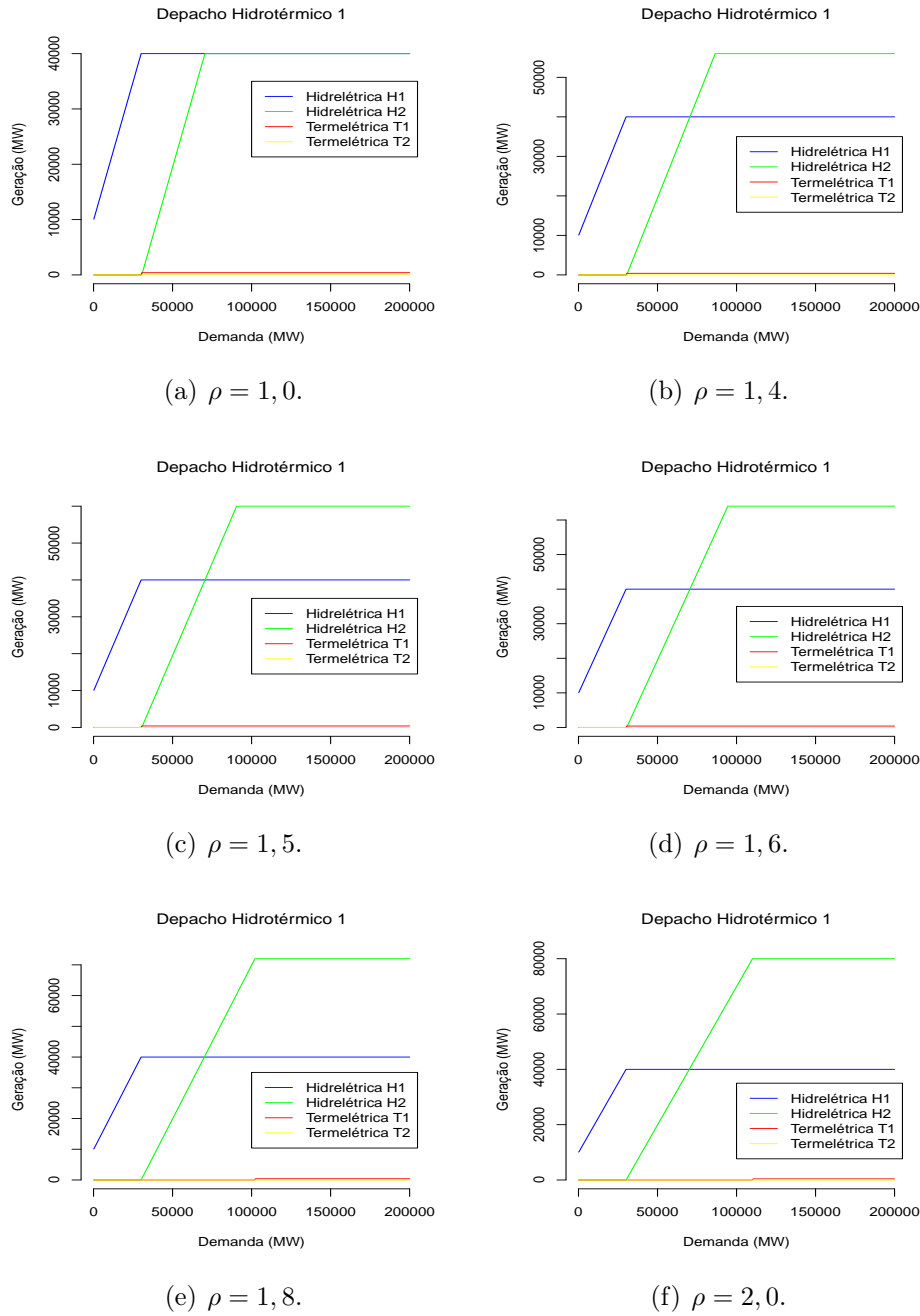 Depacho Hidrotérmico 1
Geração (MW)
40000
30000
20000
10000
0
Hidrelétrica H1
Hidrelétrica H2
Termelétrica T1
Termelétrica T2
0 50000 100000 150000 200000
Demanda (MW)
(a) ρ = 1, 0.
Depacho Hidrotérmico 1
Geração (MW)
50000
30000
10000
0
Hidrelétrica H1
Hidrelétrica H2
Termelétrica T1
Termelétrica T2
0 50000 100000 150000 200000
Demanda (MW)
(b) ρ = 1, 4.
Depacho Hidrotérmico 1
Geração (MW)
50000
30000
10000
0
Hidrelétrica H1
Hidrelétrica H2
Termelétrica T1
Termelétrica T2
0 50000 100000 150000 200000
Demanda (MW)
(c) ρ = 1, 5.
Depacho Hidrotérmico 1
Geração (MW)
50000
30000
10000
0
Hidrelétrica H1
Hidrelétrica H2
Termelétrica T1
Termelétrica T2
0 50000 100000 150000 200000
Demanda (MW)
(d) ρ = 1, 6.
Depacho Hidrotérmico 1
Geração (MW)
60000
40000
20000
0
Hidrelétrica H1
Hidrelétrica H2
Termelétrica T1
Termelétrica T2
0 50000 100000 150000 200000
Demanda (MW)
(e) ρ = 1, 8.
Depacho Hidrotérmico 1
Geração (MW)
80000
60000
40000
20000
0
Hidrelétrica H1
Hidrelétrica H2
Termelétrica T1
Termelétrica T2
0 50000 100000 150000 200000
Demanda (MW)
(f) ρ = 2, 0.